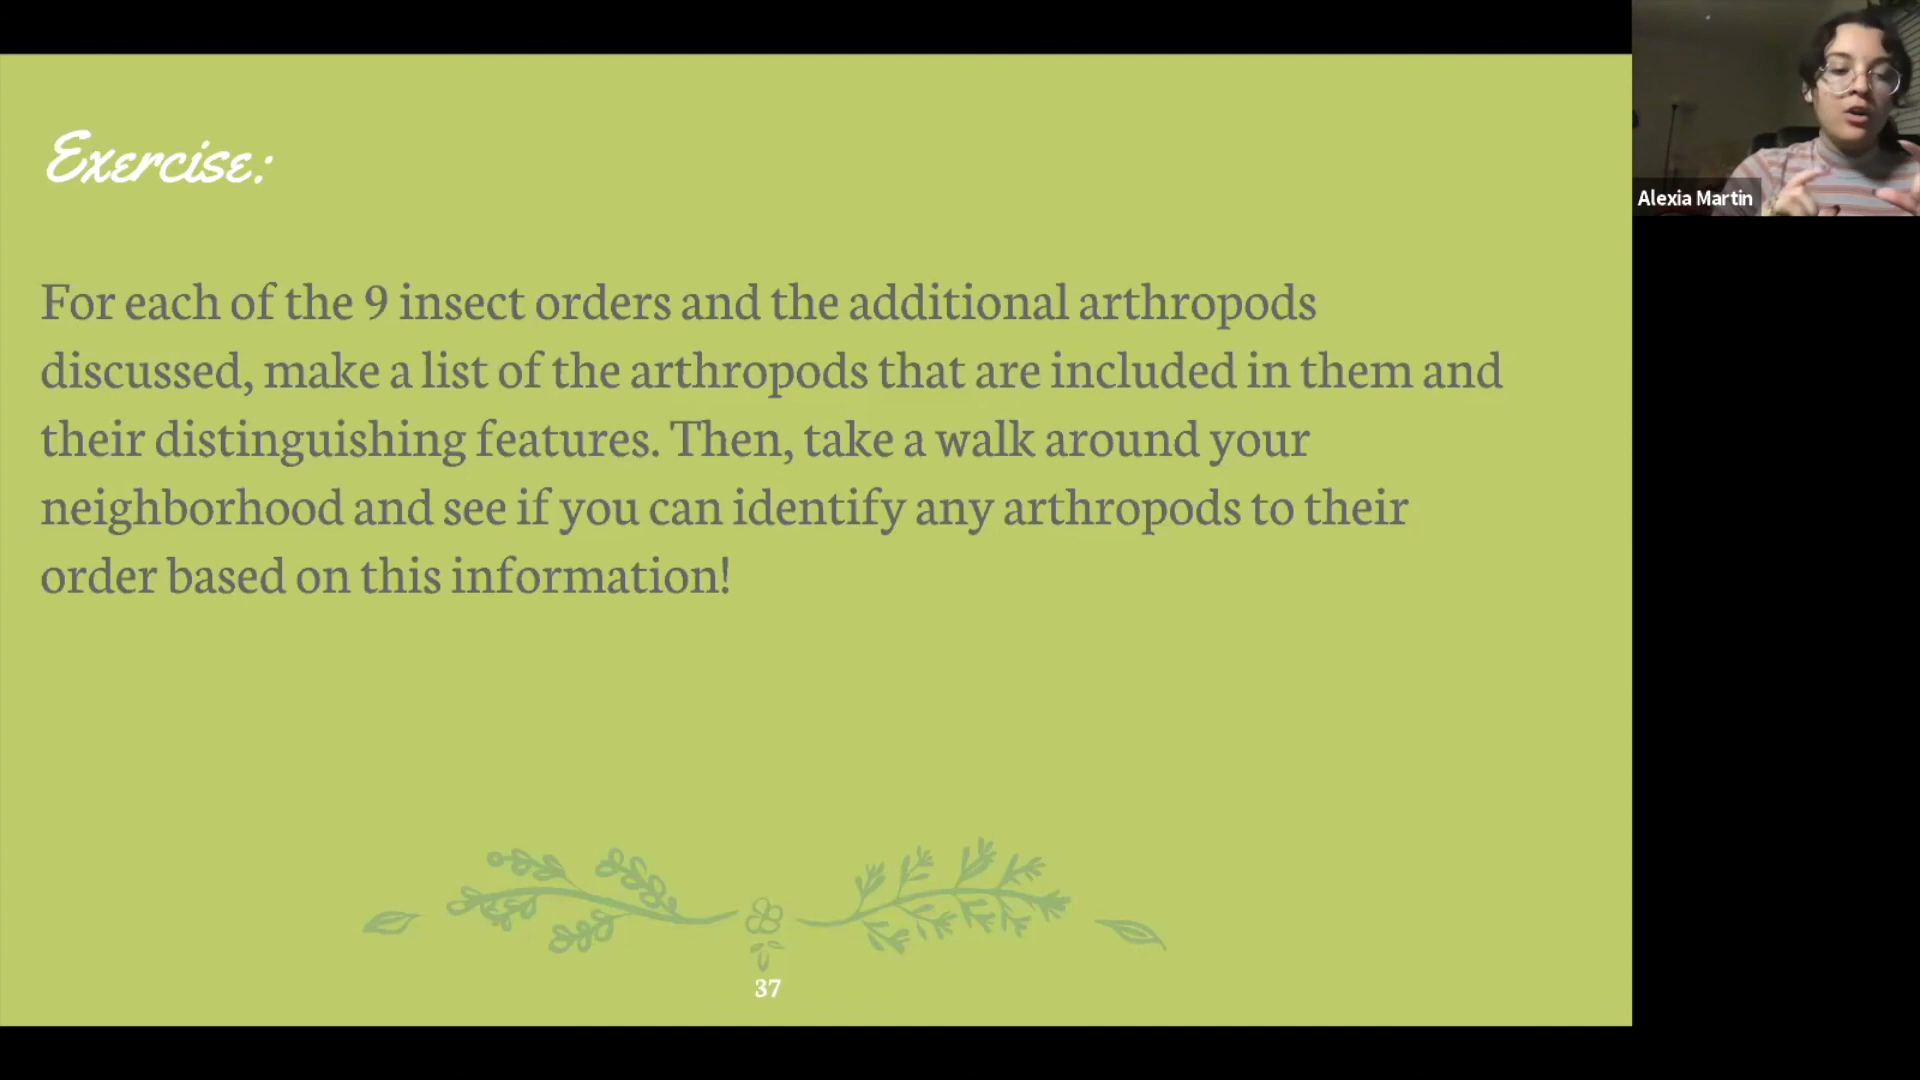 Exercise:
For each of the 9 insect orders and the additional arthropods
discussed, make a list of the arthropods that are included in them and
their distinguishing features. Then, take a walk around your
neighborhood and see if you can identify any arthropods to their
order based on this information!
37
Alexia Martin